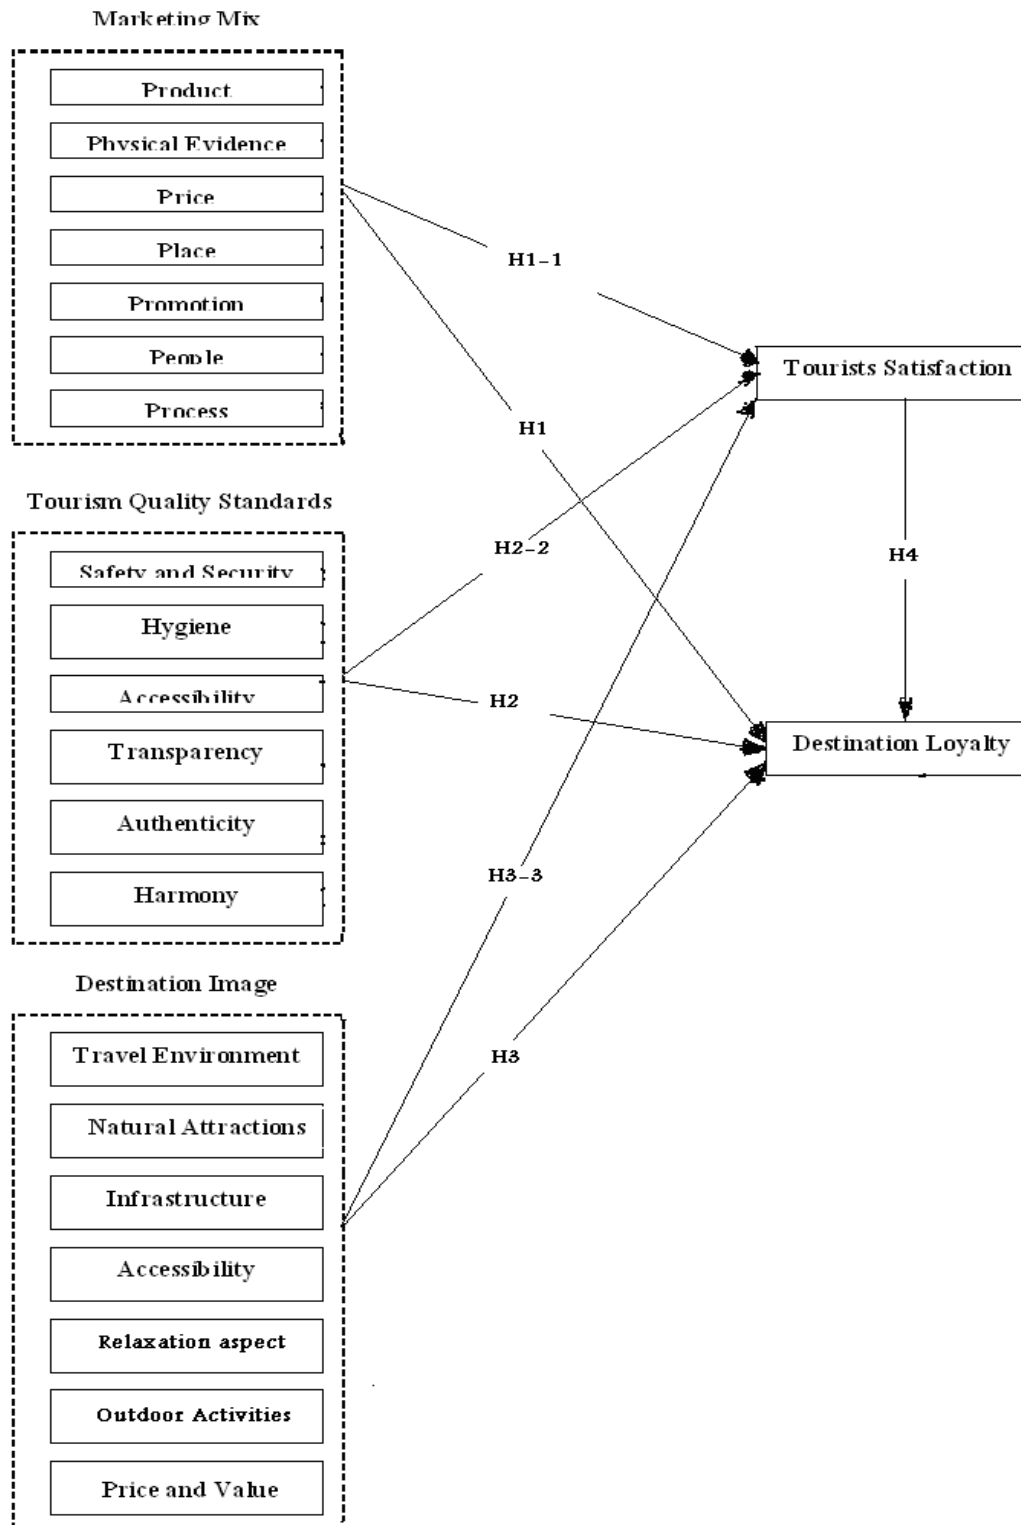 Marketing Mix
Product
Physical Evidence
Price
Place
Promotion
People
Process
H1-1
Tourists Satisfaction
H1
Tourism Quality Standards
H2-2
H4
Safety and Security
Hygiene
Accessibility
H2
Transparency
Destination Loyalty
Authenticity
Harmony
H3-3
Destination Image
Travel Environment
H3
Natural Attractions
Infrastructure
Accessibility
Relaxation aspect
Outdoor Activities
Price and Value